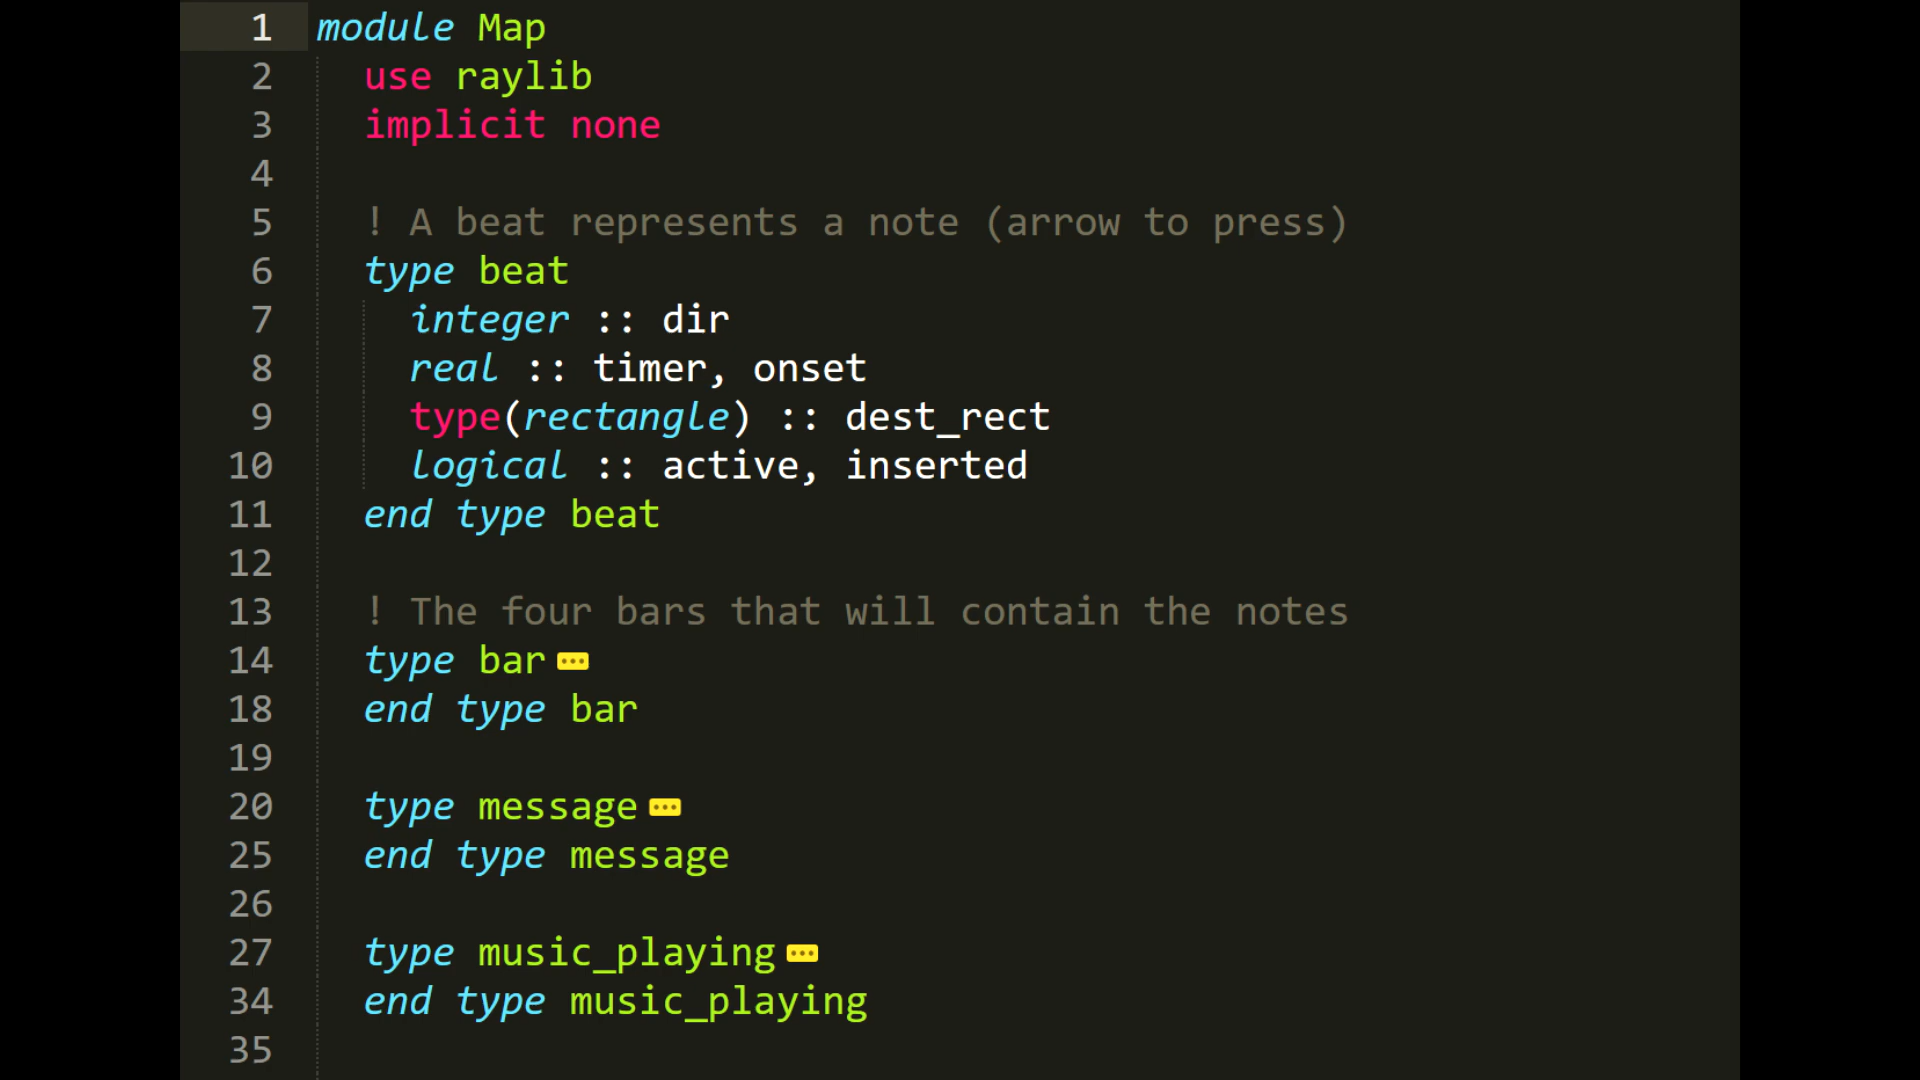 1 module Map
2 use raylib
3 implicit none
4
5 ! A beat represents a note (arrow to press)
6 type beat
7 integer :: dir
8 real :: timer, onset
9 type(rectangle) :: dest_rect
10 logical :: active, inserted
11 end type beat
12
13 ! The four bars that will contain the notes
14 type bar
18 end type bar
19
20 type message
25 end type message
26
27 type music_playing
34 end type music_playing
35